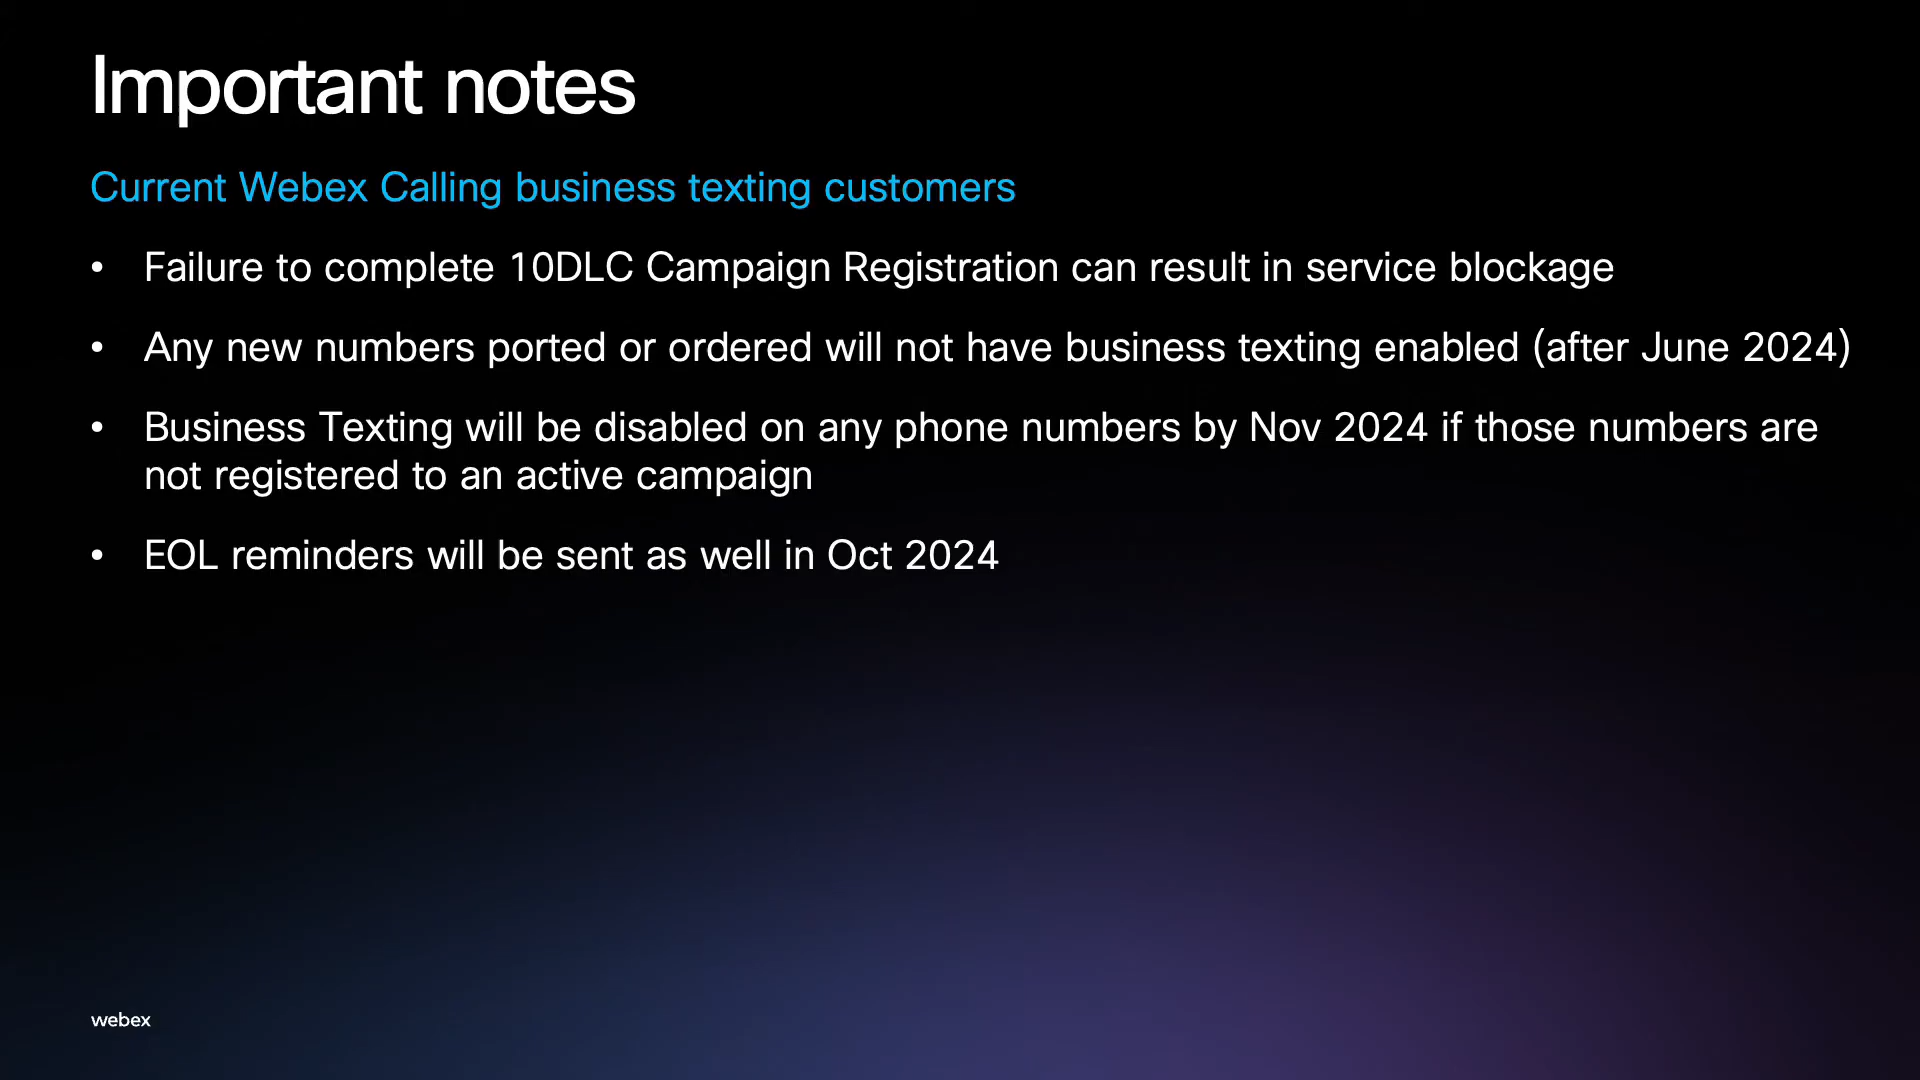 Important notes
Current Webex Calling business texting customers
• Failure to complete 10DLC Campaign Registration can result in service blockage
• Any new numbers ported or ordered will not have business texting enabled (after June 2024)
• Business Texting will be disabled on any phone numbers by Nov 2024 if those numbers are
not registered to an active campaign
• EOL reminders will be sent as well in Oct 2024
webex